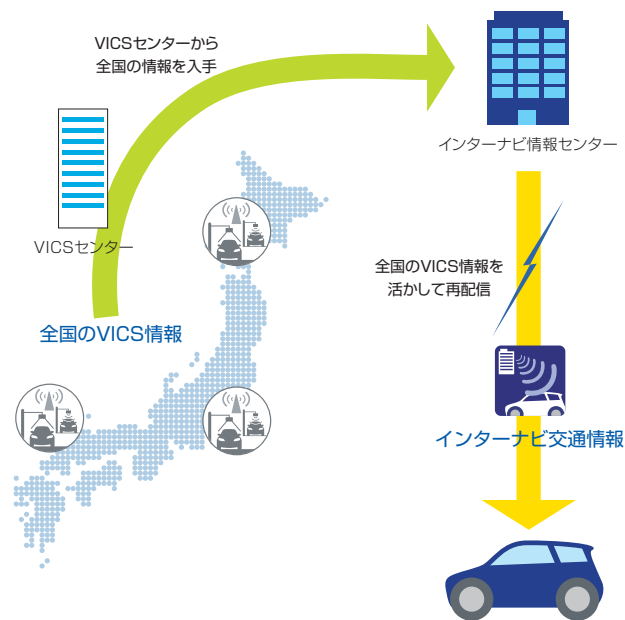 VICSセンターから
全国の情報を入手
インターナビ情報センター
VICSセンター
全国のVICS情報を
活かして再配信
全国のVICS情報
インターナビ交通情報